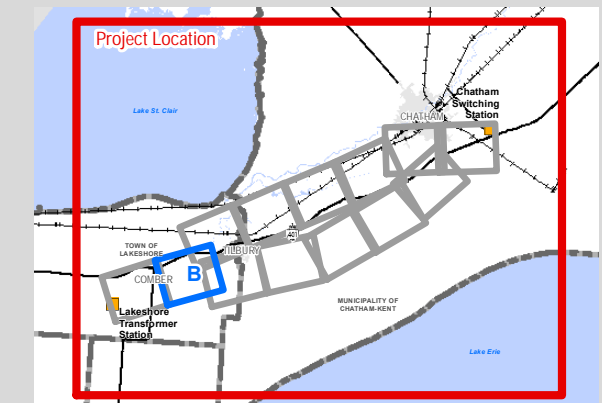 Project Location
Lake St. Clair
Chatham
Switching
Station
CHATHAM
401
TOWN OF
LAKESHORE
TILBURY
B
COMBER
MUNICIPALITY OF
CHATHAM-KENT
Lakeshore
Transformer
Station
Lake Erie